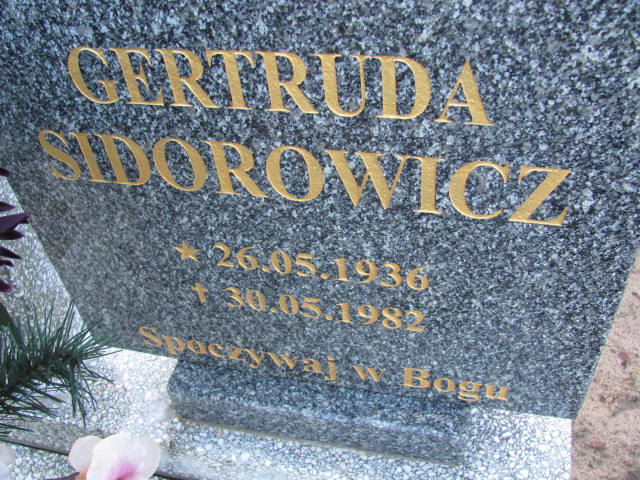 GERTRUDA
SIDOROWICZ
★ 26.05.1936
✝ 30.05.1982
Spoczywaj w Bogu